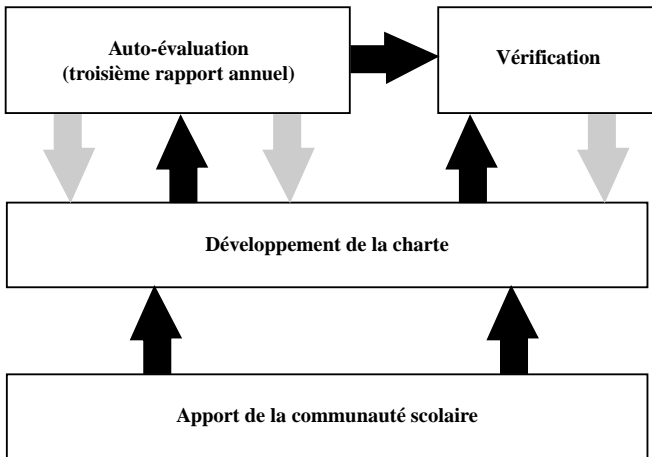 Auto-évaluation
(troisième rapport annuel)
Vérification
Développement de la charte
Apport de la communauté scolaire